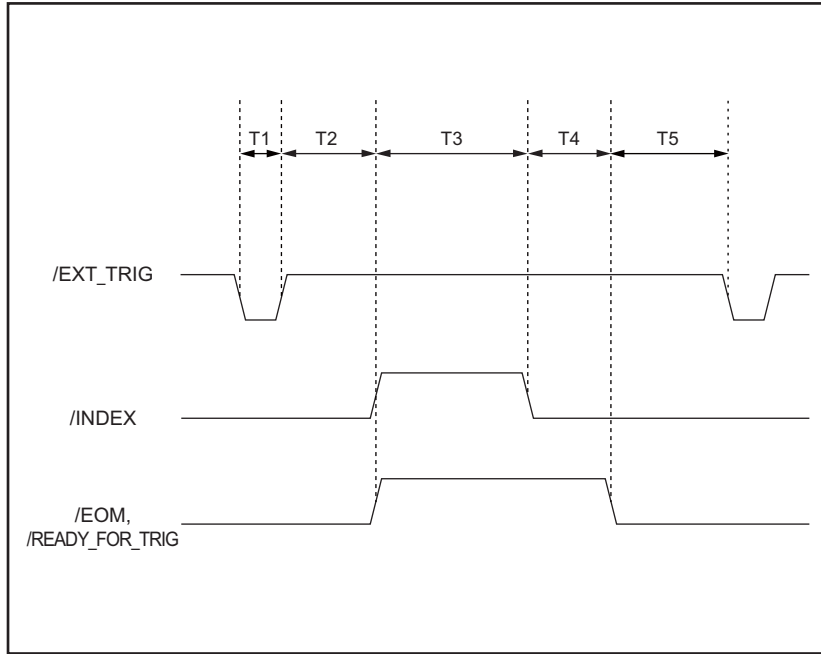 T1 T2 T3 T4 T5
/EXT_TRIG
/INDEX
/EOM,
/READY_FOR_TRIG